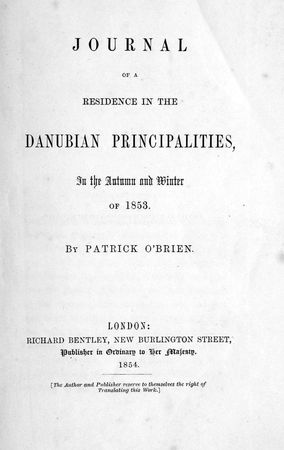 JOURNAL
OF A
RESIDENCE IN THE
DANUBIAN PRINCIPALITIES,
In the Autumn and Winter
OF 1853.
By PATRICK O'BRIEN.
LONDON:
RICHARD BENTLEY, NEW BURLINGTON STREET,
Publisher in Ordinary to Her Majesty.
1854.
[The Author and Publisher reserve to themselves the right of
Translating this Work.]